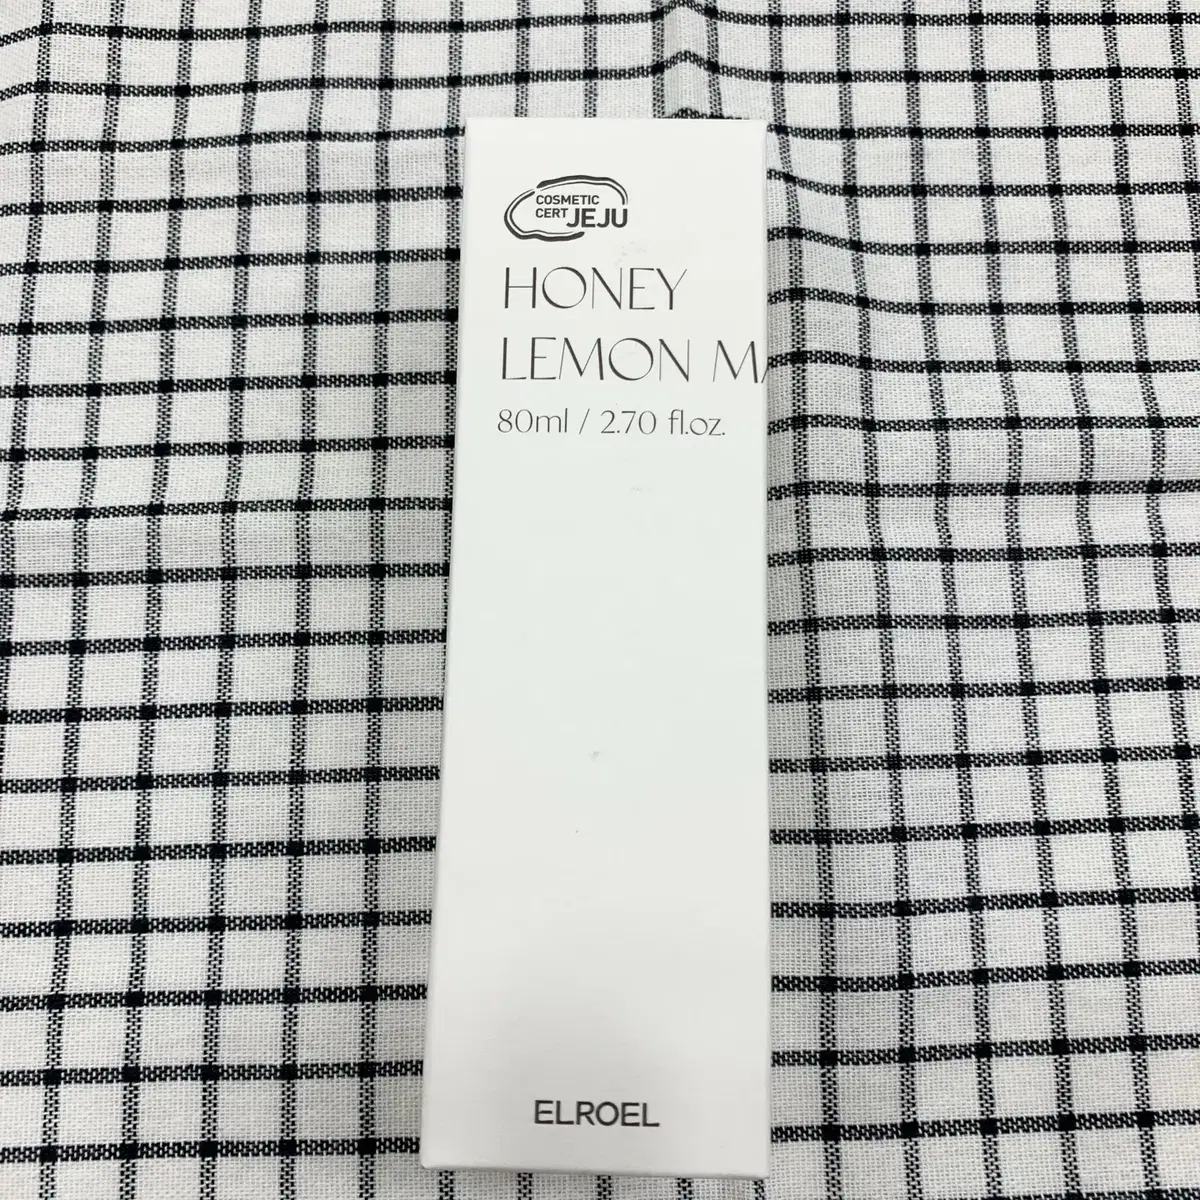 COSMETIC
CERT JEJU
HONEY
LEMON
80ml / 2.70 fl.oz.
ELROEL